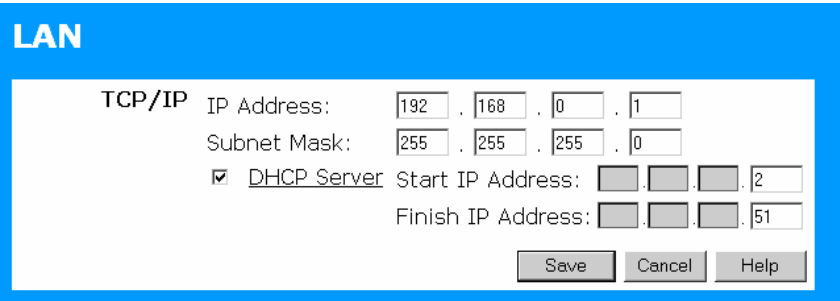 LAN
TCP/IP IP Address: 192 . 168 . 0 . 1
Subnet Mask: 255 . 255 . 255 . 0
DHCP Server Start IP Address: . . . 2
Finish IP Address: . . . 51
Save Cancel Help